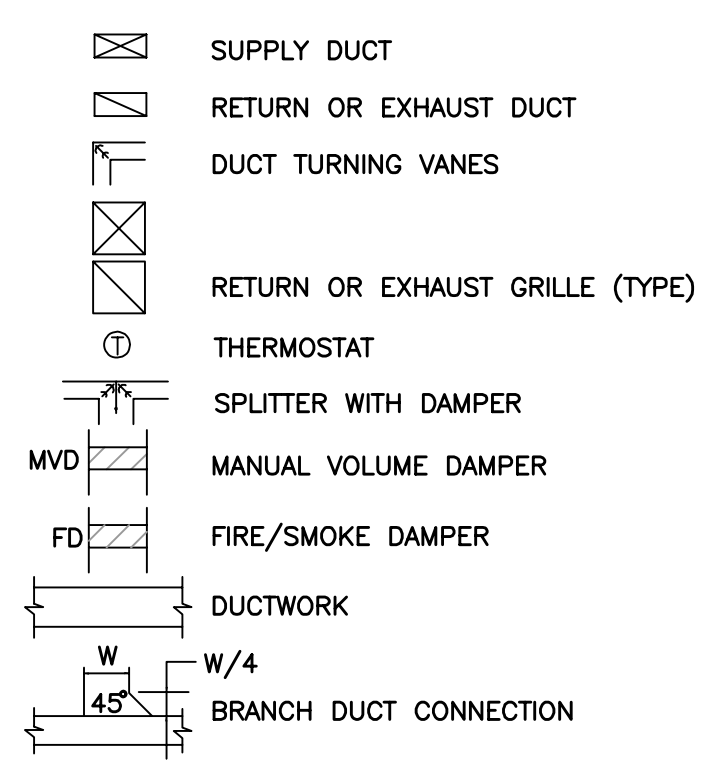 SUPPLY DUCT
RETURN OR EXHAUST DUCT
DUCT TURNING VANES
RETURN OR EXHAUST GRILLE (TYPE)
T THERMOSTAT
SPLITTER WITH DAMPER
MVD MANUAL VOLUME DAMPER
FD FIRE/SMOKE DAMPER
DUCTWORK
W W/4
45° BRANCH DUCT CONNECTION